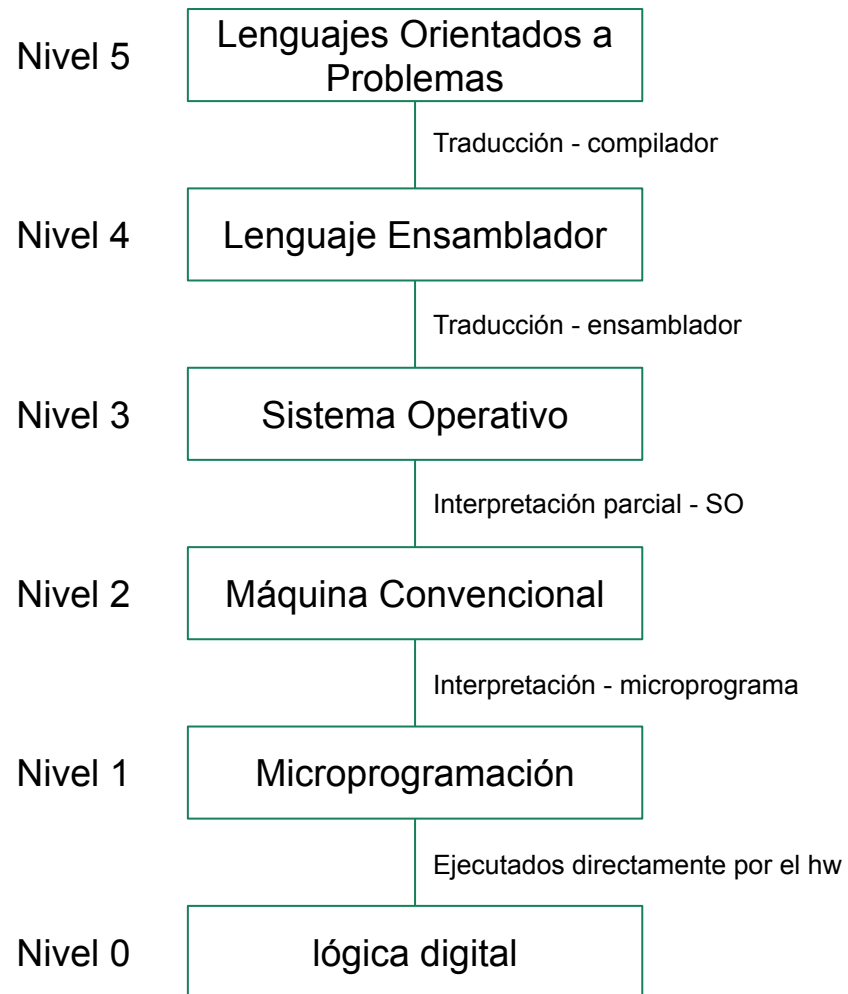 Nivel 5
Lenguajes Orientados a
Problemas
Traducción - compilador
Nivel 4
Lenguaje Ensamblador
Traducción - ensamblador
Nivel 3
Sistema Operativo
Interpretación parcial - SO
Nivel 2
Máquina Convencional
Interpretación - microprograma
Nivel 1
Microprogramación
Ejecutados directamente por el hw
Nivel 0
lógica digital